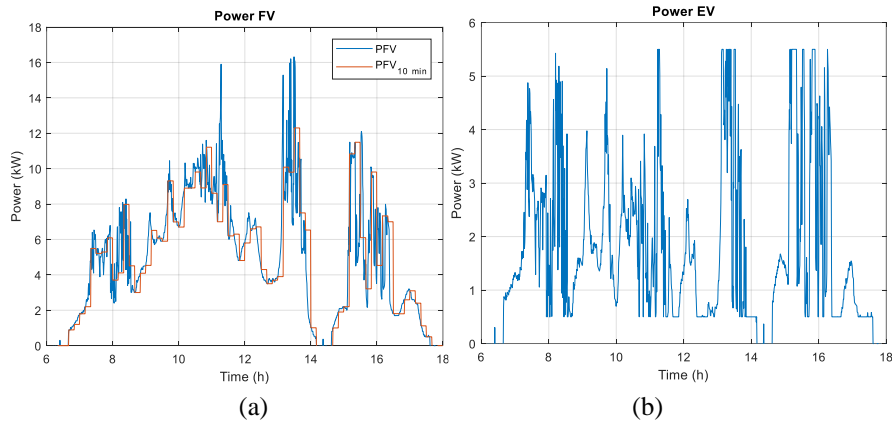 Power FV
18
16
14
12
10
8
6
4
2
0
Power (kW)
PFV
PFV10 min
6 8 10 12 14 16 18
Time (h)
(a)
Power EV
6
5
4
3
2
1
0
Power (kW)
6 8 10 12 14 16 18
Time (h)
(b)